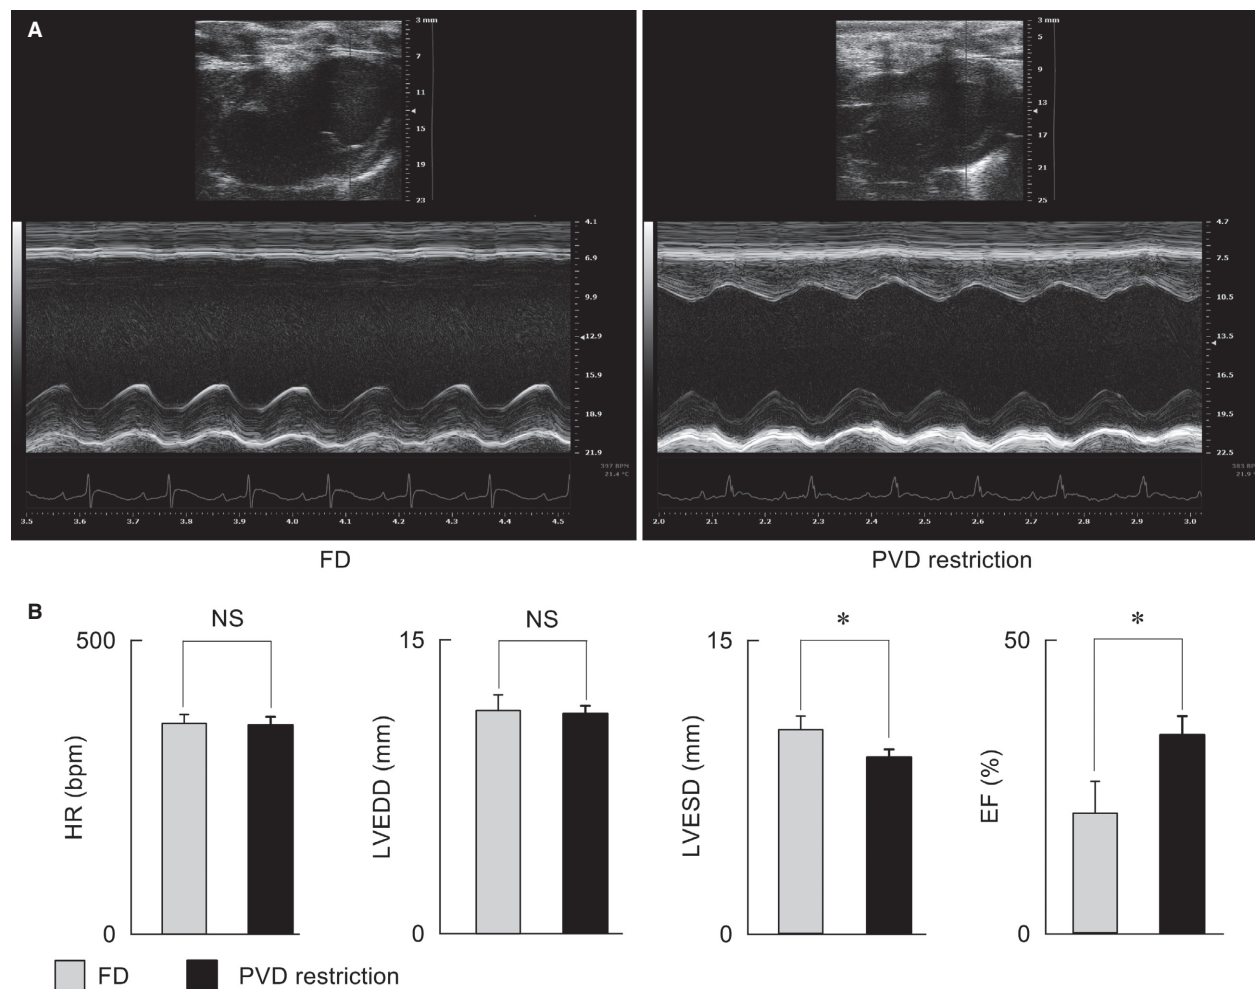 A
3 mm
7
11
15
19
23
4.1
6.9
9.9
12.9
15.9
18.9
21.9
21.4 °C
3.5 3.6 3.7 3.8 3.9 4.0 4.1 4.2 4.3 4.4 4.5
FD
3 mm
5
9
13
17
21
25
4.7
7.5
10.5
13.5
16.5
19.5
22.5
2.0 2.1 2.2 2.3 2.4 2.5 2.6 2.7 2.8 2.9 3.0
PVD restriction
B
HR (bpm)
500
0
NS
LVEDD (mm)
15
0
NS
LVESD (mm)
15
0
*
EF (%)
50
0
*
FD PVD restriction